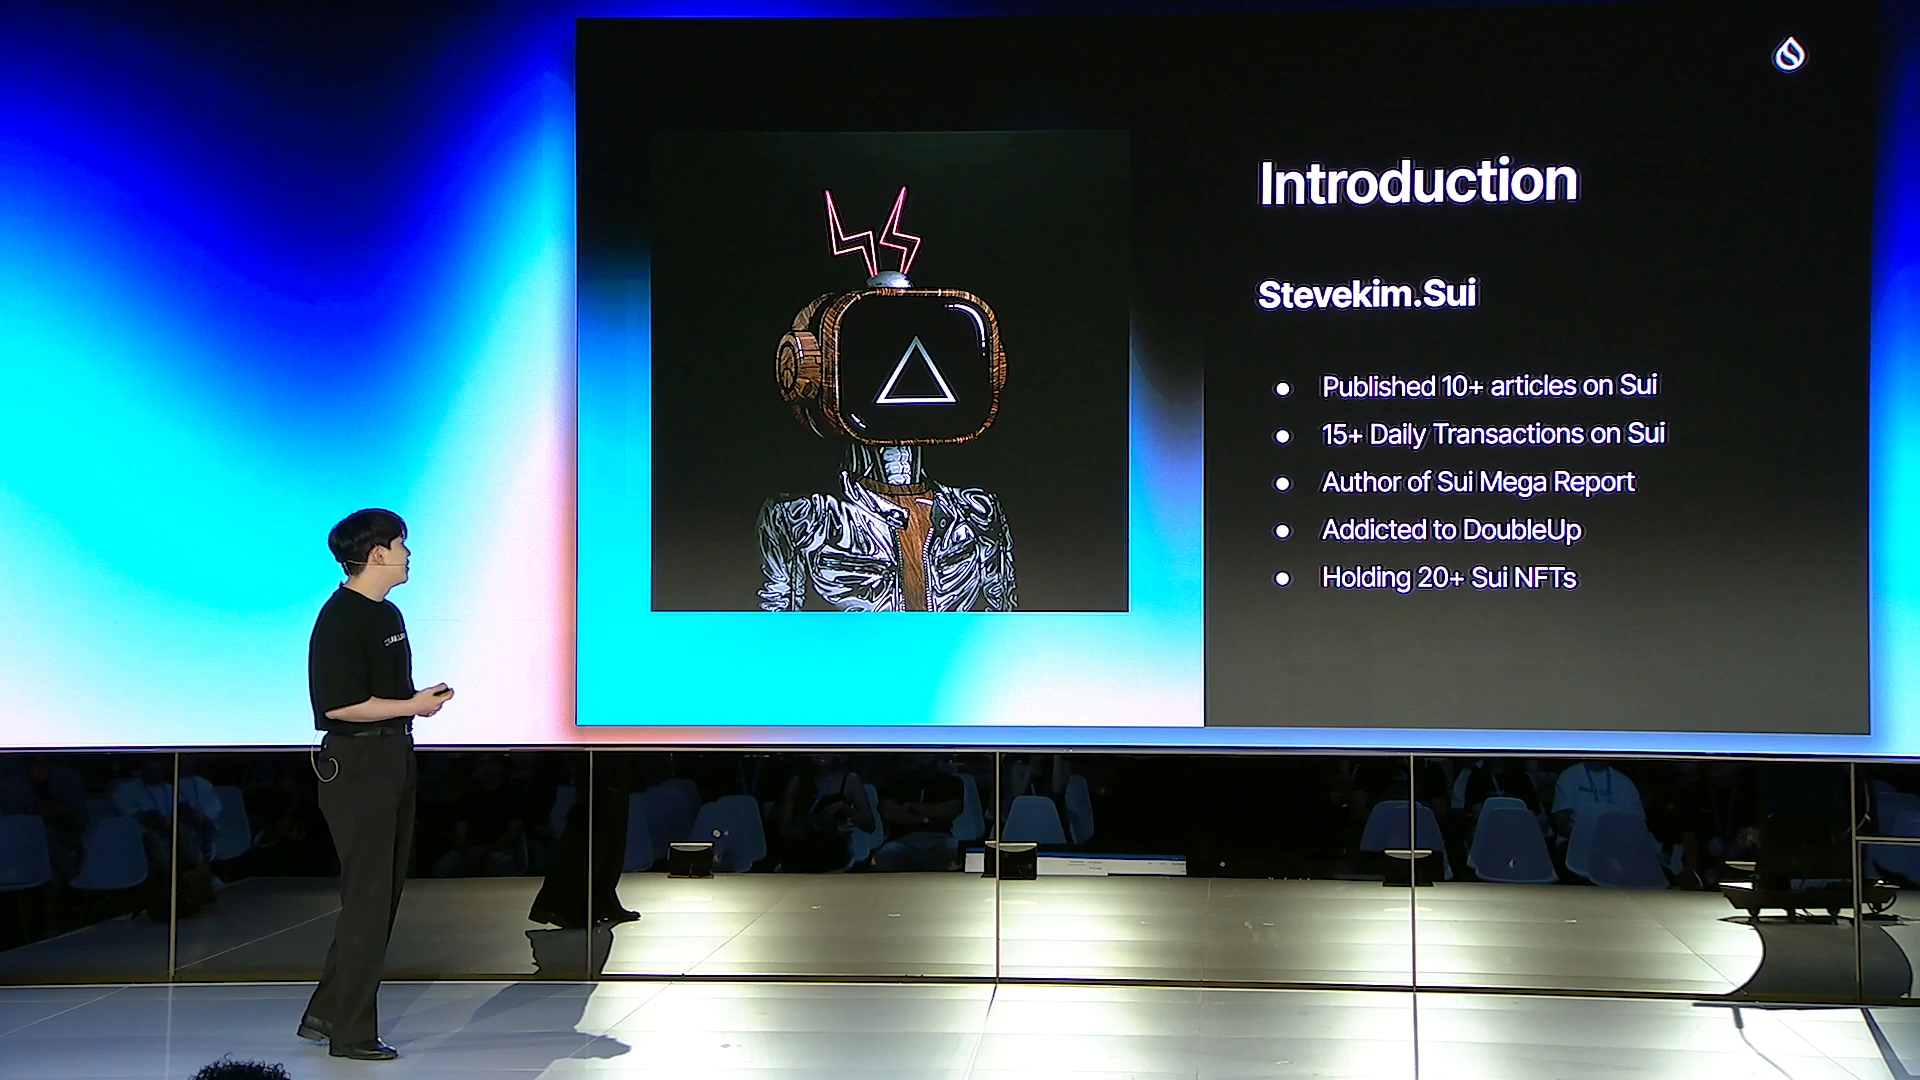 Introduction
Stevekim.Sui
Published 10+ articles on Sui
15+ Daily Transactions on Sui
Author of Sui Mega Report
Addicted to DoubleUp
Holding 20+ Sui NFTs